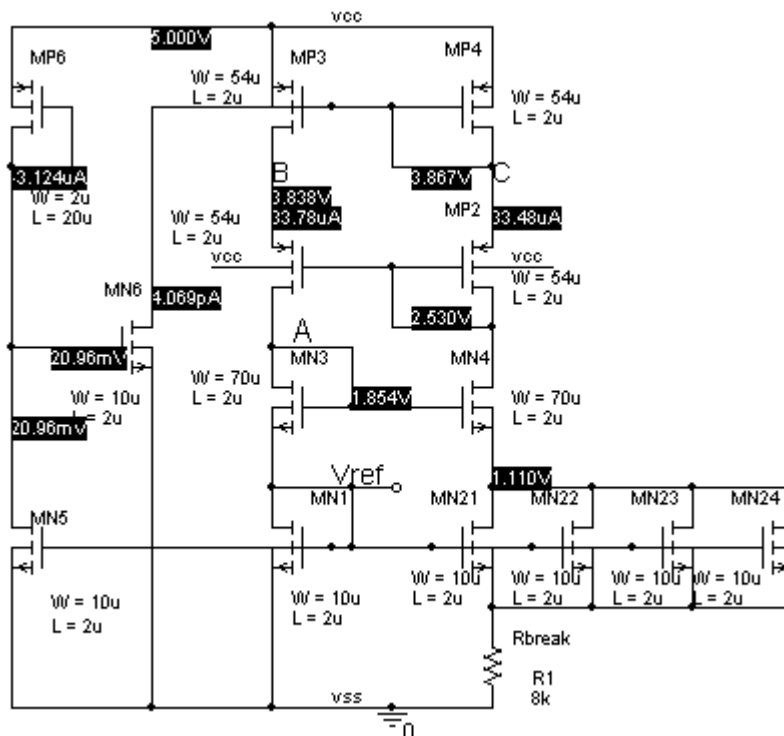 vcc
5.000V
MP6
MP3
MP4
W = 54u
L = 2u
W = 54u
L = 2u
B
C
3.867V
3.124uA
W = 2u
L = 20u
3.838V
33.78uA
MP2
33.48uA
W = 54u
L = 2u
vcc
vcc
W = 54u
L = 2u
MN6
4.069pA
2.530V
A
20.96mV
MN3
MN4
W = 10u
L = 2u
W = 70u
L = 2u
1.854V
W = 70u
L = 2u
20.96mV
Vref
1.110V
MN5
MN1
MN21
MN22
MN23
MN24
W = 10u
L = 2u
W = 10u
L = 2u
W = 10u
L = 2u
W = 10u
L = 2u
W = 10u
L = 2u
Rbreak
R1
8k
vss
0